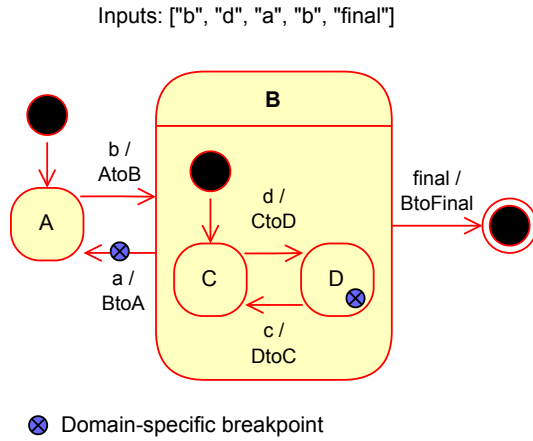 Inputs: ["b", "d", "a", "b", "final"]
B
b /
AtoB
A
a /
BtoA
d /
CtoD
C
D
c /
DtoC
final /
BtoFinal
Domain-specific breakpoint